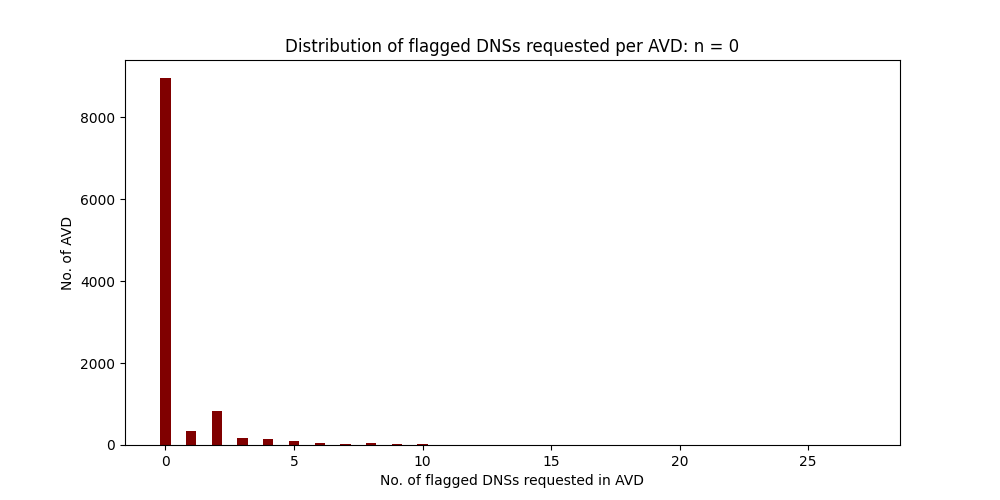 Distribution of flagged DNSs requested per AVD: n = 0
No. of AVD
8000
6000
4000
2000
0
0 5 10 15 20 25
No. of flagged DNSs requested in AVD